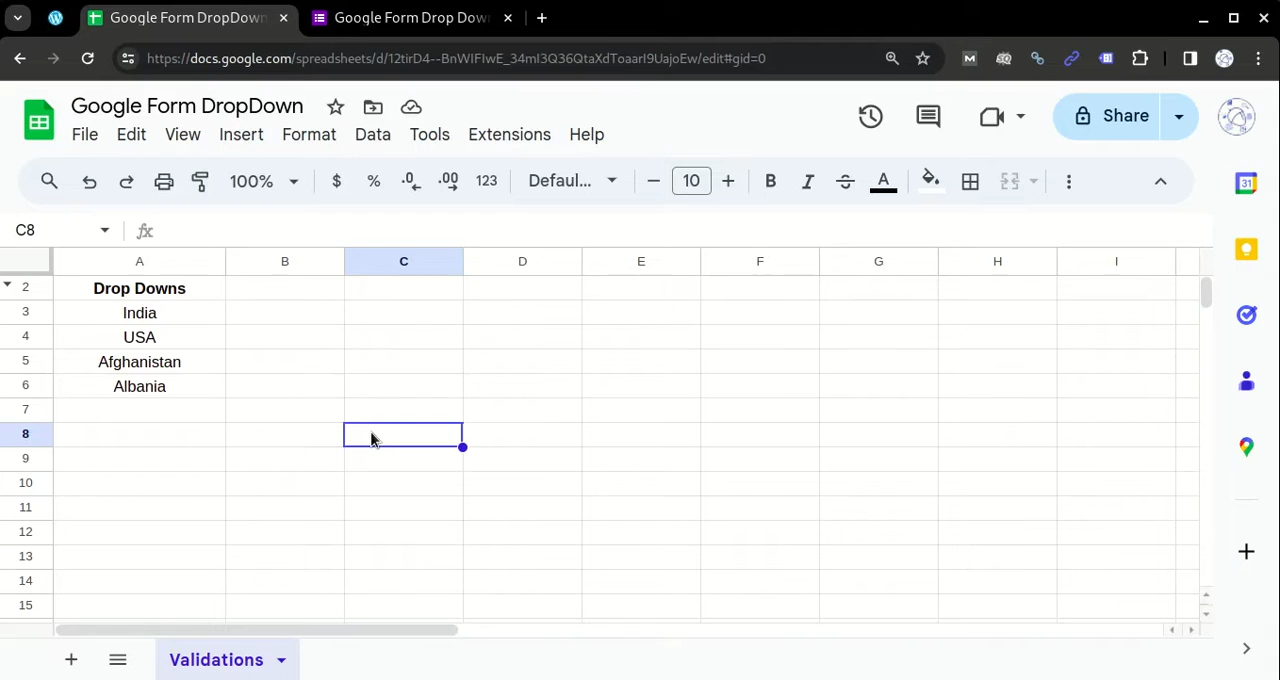 Google Form DropDown
Google Form Drop Dow
https://docs.google.com/spreadsheets/d/12tirD4--BnWIFIwE_34mI3Q36QtaXdToaarI9UajoEw/edit#gid=0
Google Form DropDown
File Edit View Insert Format Data Tools Extensions Help
Share
31
100% $ % .0 .00 123 Defaul... 10 B I S A
C8 fx
A B C D E F G H I
2 Drop Downs
3 India
4 USA
5 Afghanistan
6 Albania
7
8
9
10
11
12
13
14
15
Validations